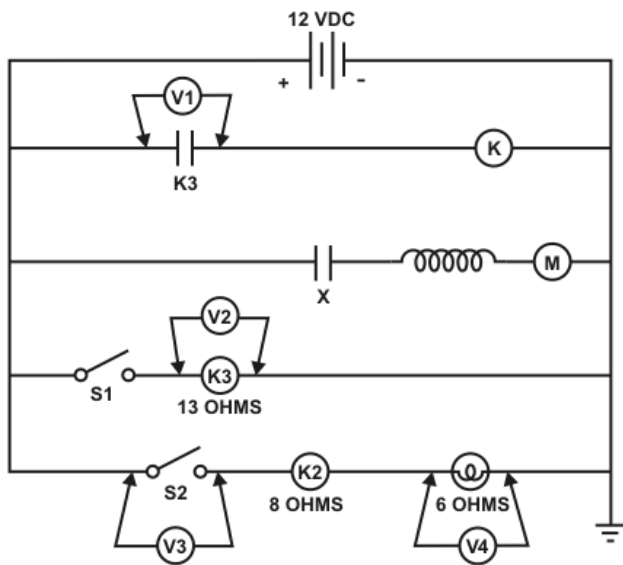 12 VDC
+ -
V1
K3
K
X
M
V2
S1
K3
13 OHMS
S2
K2
8 OHMS
6 OHMS
V3
V4